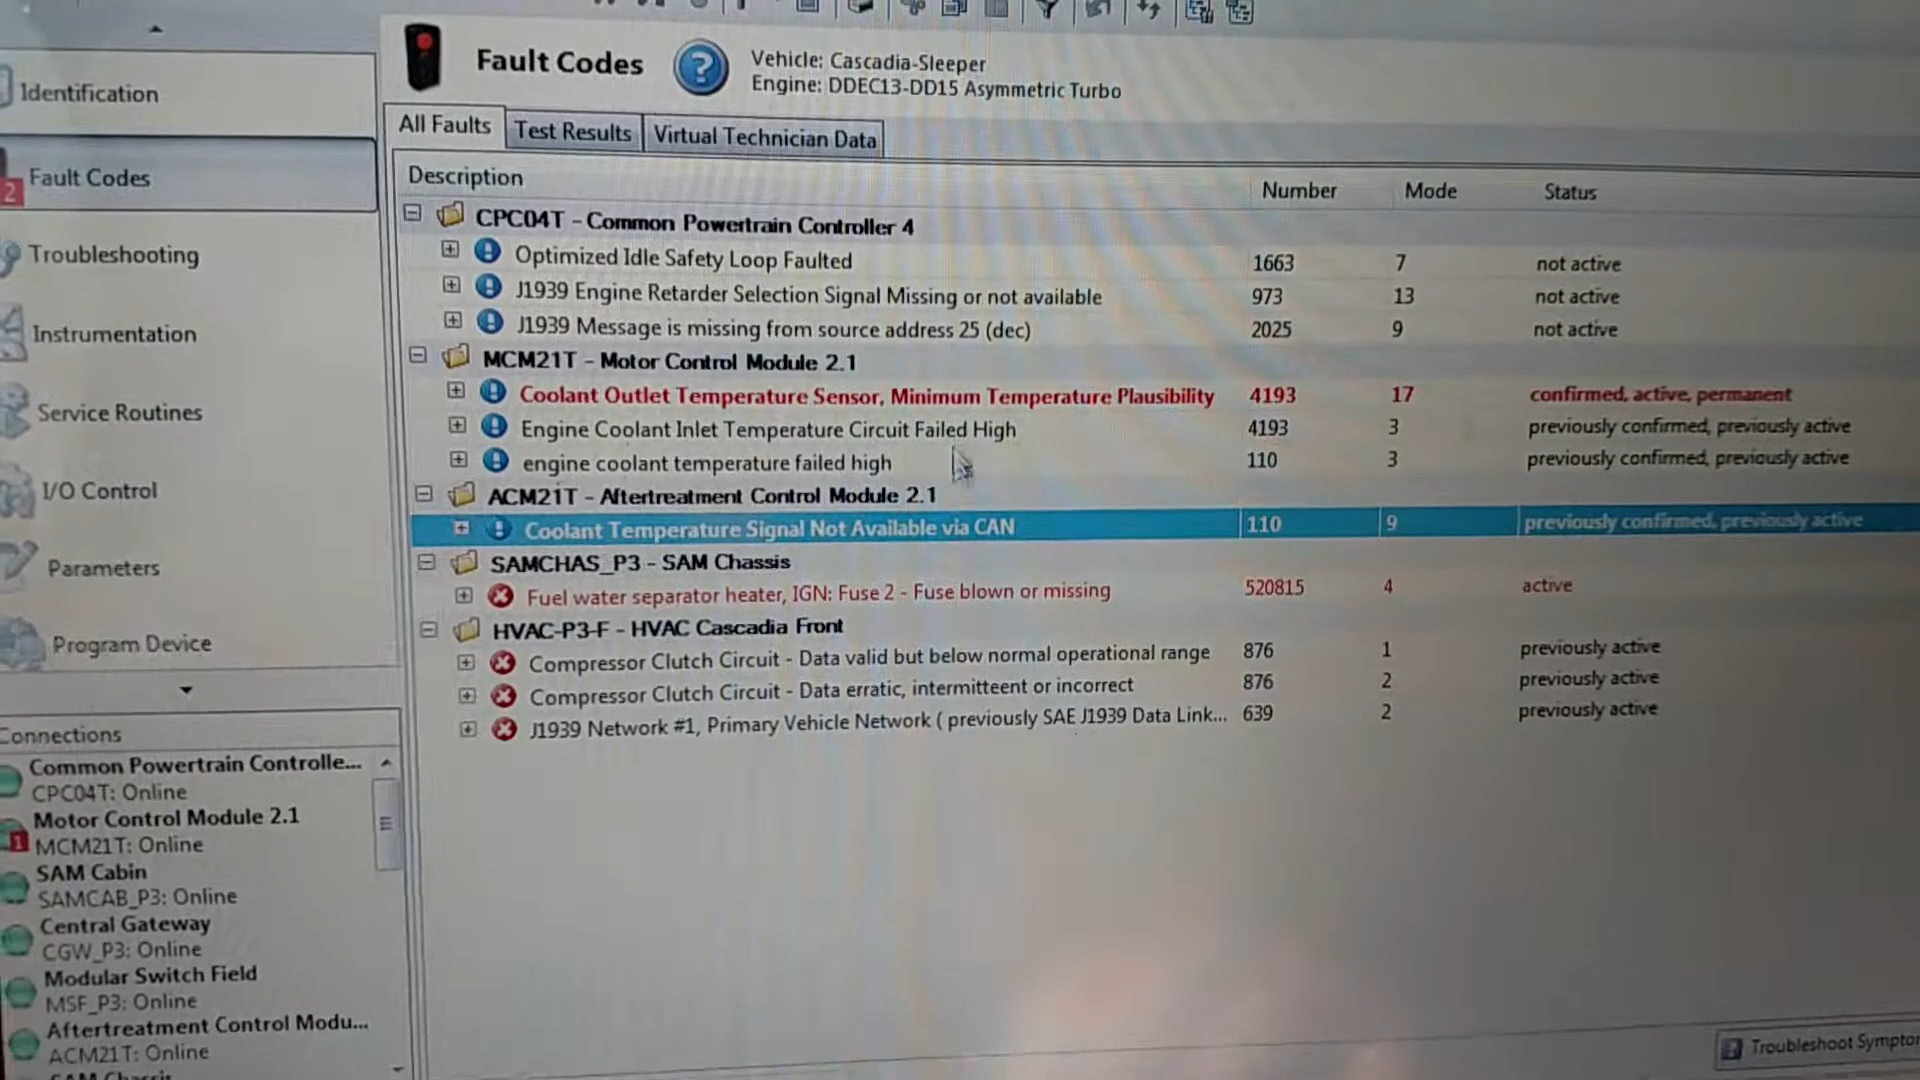 Fault Codes
Vehicle: Cascadia-Sleeper
Engine: DDEC13-DD15 Asymmetric Turbo
Identification
Fault Codes
2
Troubleshooting
Instrumentation
Service Routines
I/O Control
Parameters
Program Device
All Faults Test Results Virtual Technician Data
Description Number Mode Status
CPC04T - Common Powertrain Controller 4
Optimized Idle Safety Loop Faulted 1663 7 not active
J1939 Engine Retarder Selection Signal Missing or not available 973 13 not active
J1939 Message is missing from source address 25 (dec) 2025 9 not active
MCM21T - Motor Control Module 2.1
Coolant Outlet Temperature Sensor, Minimum Temperature Plausibility 4193 17 confirmed, active, permanent
Engine Coolant Inlet Temperature Circuit Failed High 4193 3 previously confirmed, previously active
engine coolant temperature failed high 110 3 previously confirmed, previously active
ACM21T - Aftertreatment Control Module 2.1
Coolant Temperature Signal Not Available via CAN 110 9 previously confirmed, previously active
SAMCHAS_P3 - SAM Chassis
Fuel water separator heater, IGN: Fuse 2 - Fuse blown or missing 520815 4 active
HVAC-P3-F - HVAC Cascadia Front
Compressor Clutch Circuit - Data valid but below normal operational range 876 1 previously active
Compressor Clutch Circuit - Data erratic, intermitteent or incorrect 876 2 previously active
J1939 Network #1, Primary Vehicle Network ( previously SAE J1939 Data Link... 639 2 previously active
Connections
Common Powertrain Controlle...
CPC04T: Online
Motor Control Module 2.1
1
MCM21T: Online
SAM Cabin
SAMCAB_P3: Online
Central Gateway
CGW_P3: Online
Modular Switch Field
MSF_P3: Online
Aftertreatment Control Modu...
ACM21T: Online
SAM Chassis
Troubleshoot Symptom